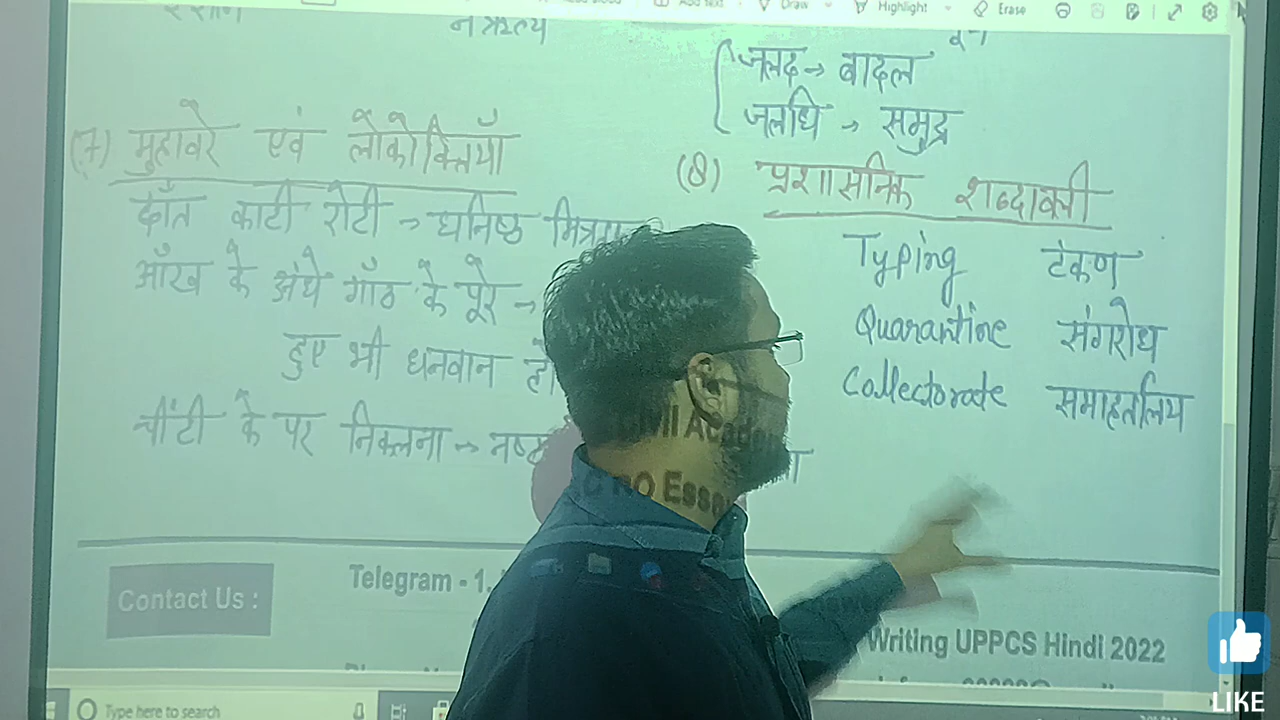 Draw
Highlight
Erase
जलद → बादल
जलधि → समुद्र
(7) मुहावरे एवं लोकोक्तियाँ
दाँत काटी रोटी → घनिष्ठ
आँख के अंधे गाँठ के पूरे →
हुए भी धनवान
चींटी के पर निकलना → नष्ट
(8) प्रशासनिक शब्दावली
Typing टंकण
Quarantine संगरोध
Collectorate समाहर्तालय
Contact Us :
Telegram - 1.
Writing UPPCS Hindi 2022
Type here to search
LIKE